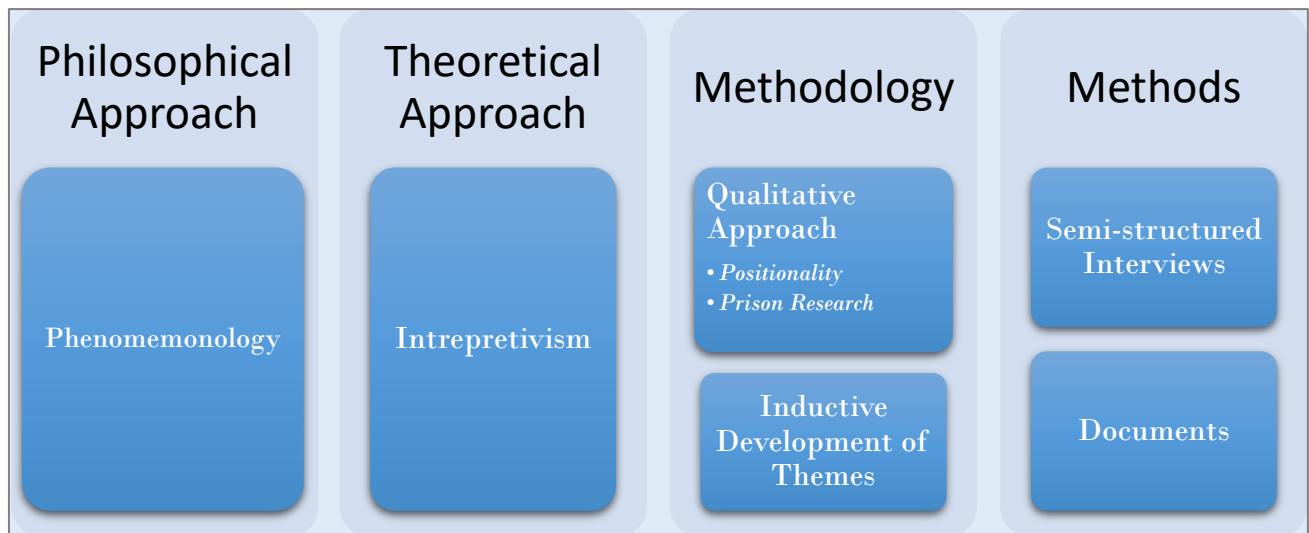 Philosophical
Approach
Phenomemonology
Theoretical
Approach
Intrepretivism
Methodology
Qualitative
Approach
• Positionality
• Prison Research
Inductive
Development of
Themes
Methods
Semi-structured
Interviews
Documents